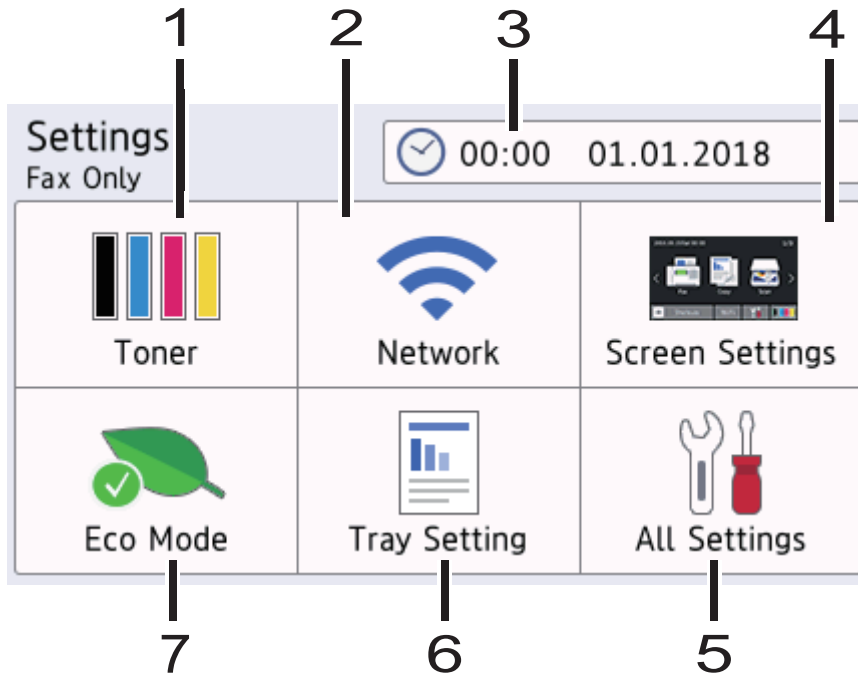 1 2 3 4
Settings
Fax Only
00:00 01.01.2018
Toner Network Screen Settings
Eco Mode Tray Setting All Settings
7 6 5